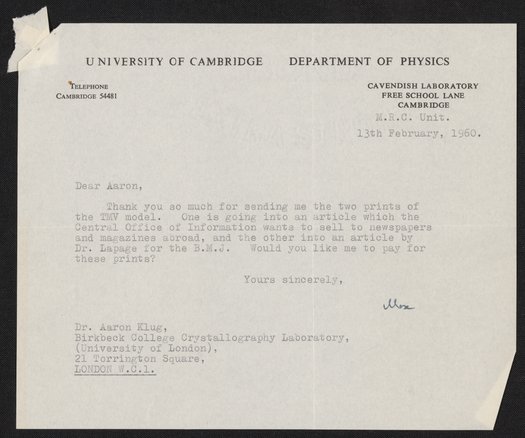 UNIVERSITY OF CAMBRIDGE DEPARTMENT OF PHYSICS
TELEPHONE
CAMBRIDGE 54481
CAVENDISH LABORATORY
FREE SCHOOL LANE
CAMBRIDGE
M.R.C. Unit.
13th February, 1960.
Dear Aaron,
Thank you so much for sending me the two prints of
the TMV model. One is going into an article which the
Central Office of Information wants to sell to newspapers
and magazines abroad, and the other into an article by
Dr. Lapage for the B.M.J. Would you like me to pay for
these prints?
Yours sincerely,
Max
Dr. Aaron Klug,
Birkbeck College Crystallography Laboratory,
(University of London),
21 Torrington Square,
LONDON W.C.1.